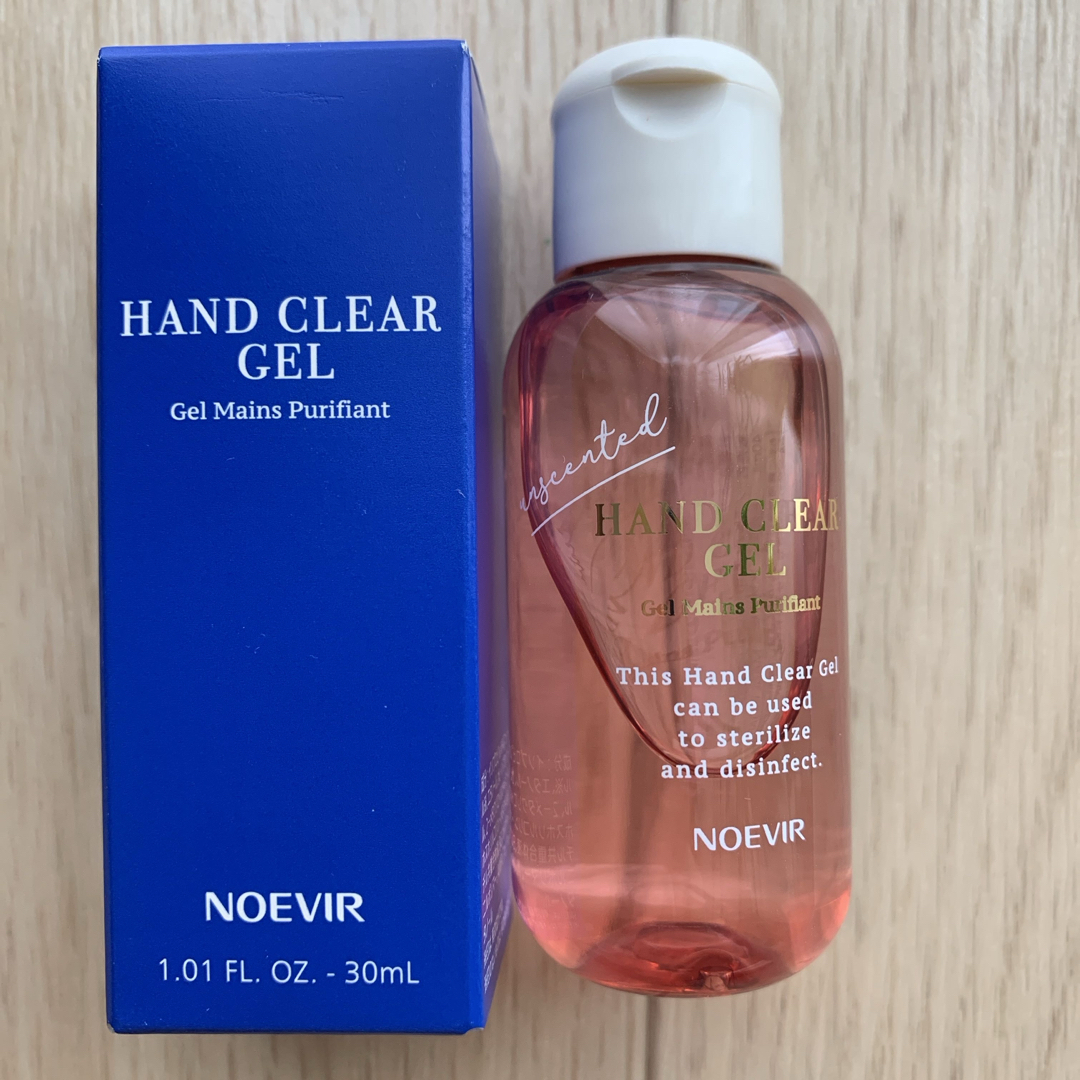 HAND CLEAR
GEL
Gel Mains Purifiant
NOEVIR
1.01 FL. OZ. - 30mL
unscented
HAND CLEAR
GEL
Gel Mains Purifiant
This Hand Clear Gel
can be used
to sterilize
and disinfect.
NOEVIR